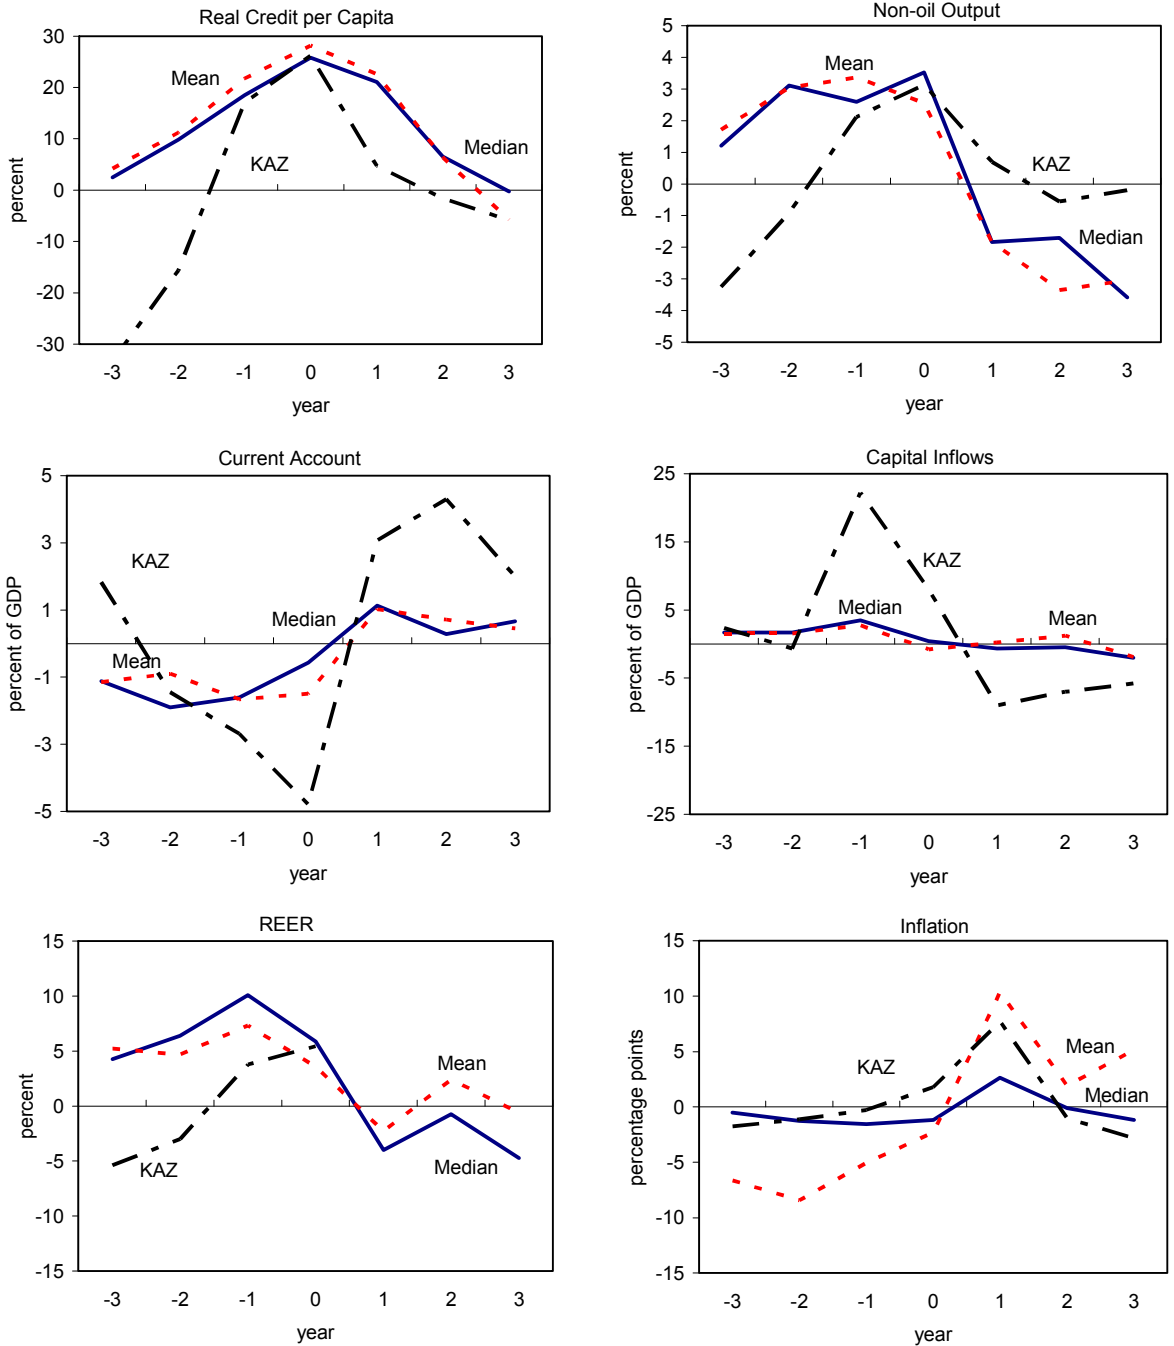 Real Credit per Capita
30
20
10
0
-10
-20
-30
percent
Mean
KAZ
Median
-3 -2 -1 0 1 2 3
year
Non-oil Output
5
4
3
2
1
0
-1
-2
-3
-4
-5
percent
Mean
KAZ
Median
-3 -2 -1 0 1 2 3
year
Current Account
5
3
1
-1
-3
-5
percent of GDP
KAZ
Median
Mean
-3 -2 -1 0 1 2 3
year
Capital Inflows
25
15
5
-5
-15
-25
percent of GDP
KAZ
Median
Mean
-3 -2 -1 0 1 2 3
year
REER
15
10
5
0
-5
-10
-15
percent
Mean
KAZ
Median
-3 -2 -1 0 1 2 3
year
Inflation
15
10
5
0
-5
-10
-15
percentage points
Mean
KAZ
Median
-3 -2 -1 0 1 2 3
year